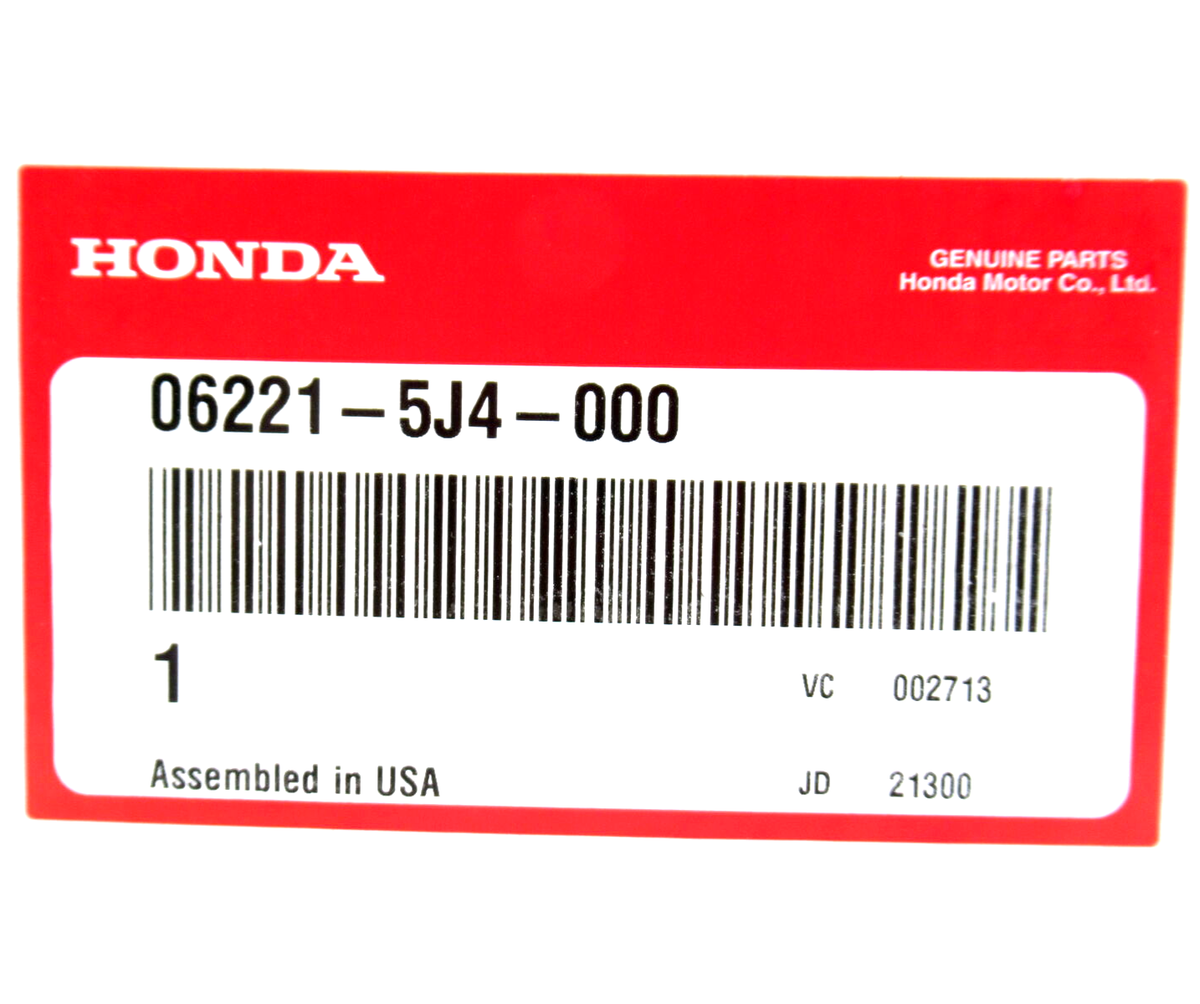 HONDA
GENUINE PARTS
Honda Motor Co., Ltd.
06221-5J4-000
1
VC 002713
Assembled in USA
JD 21300